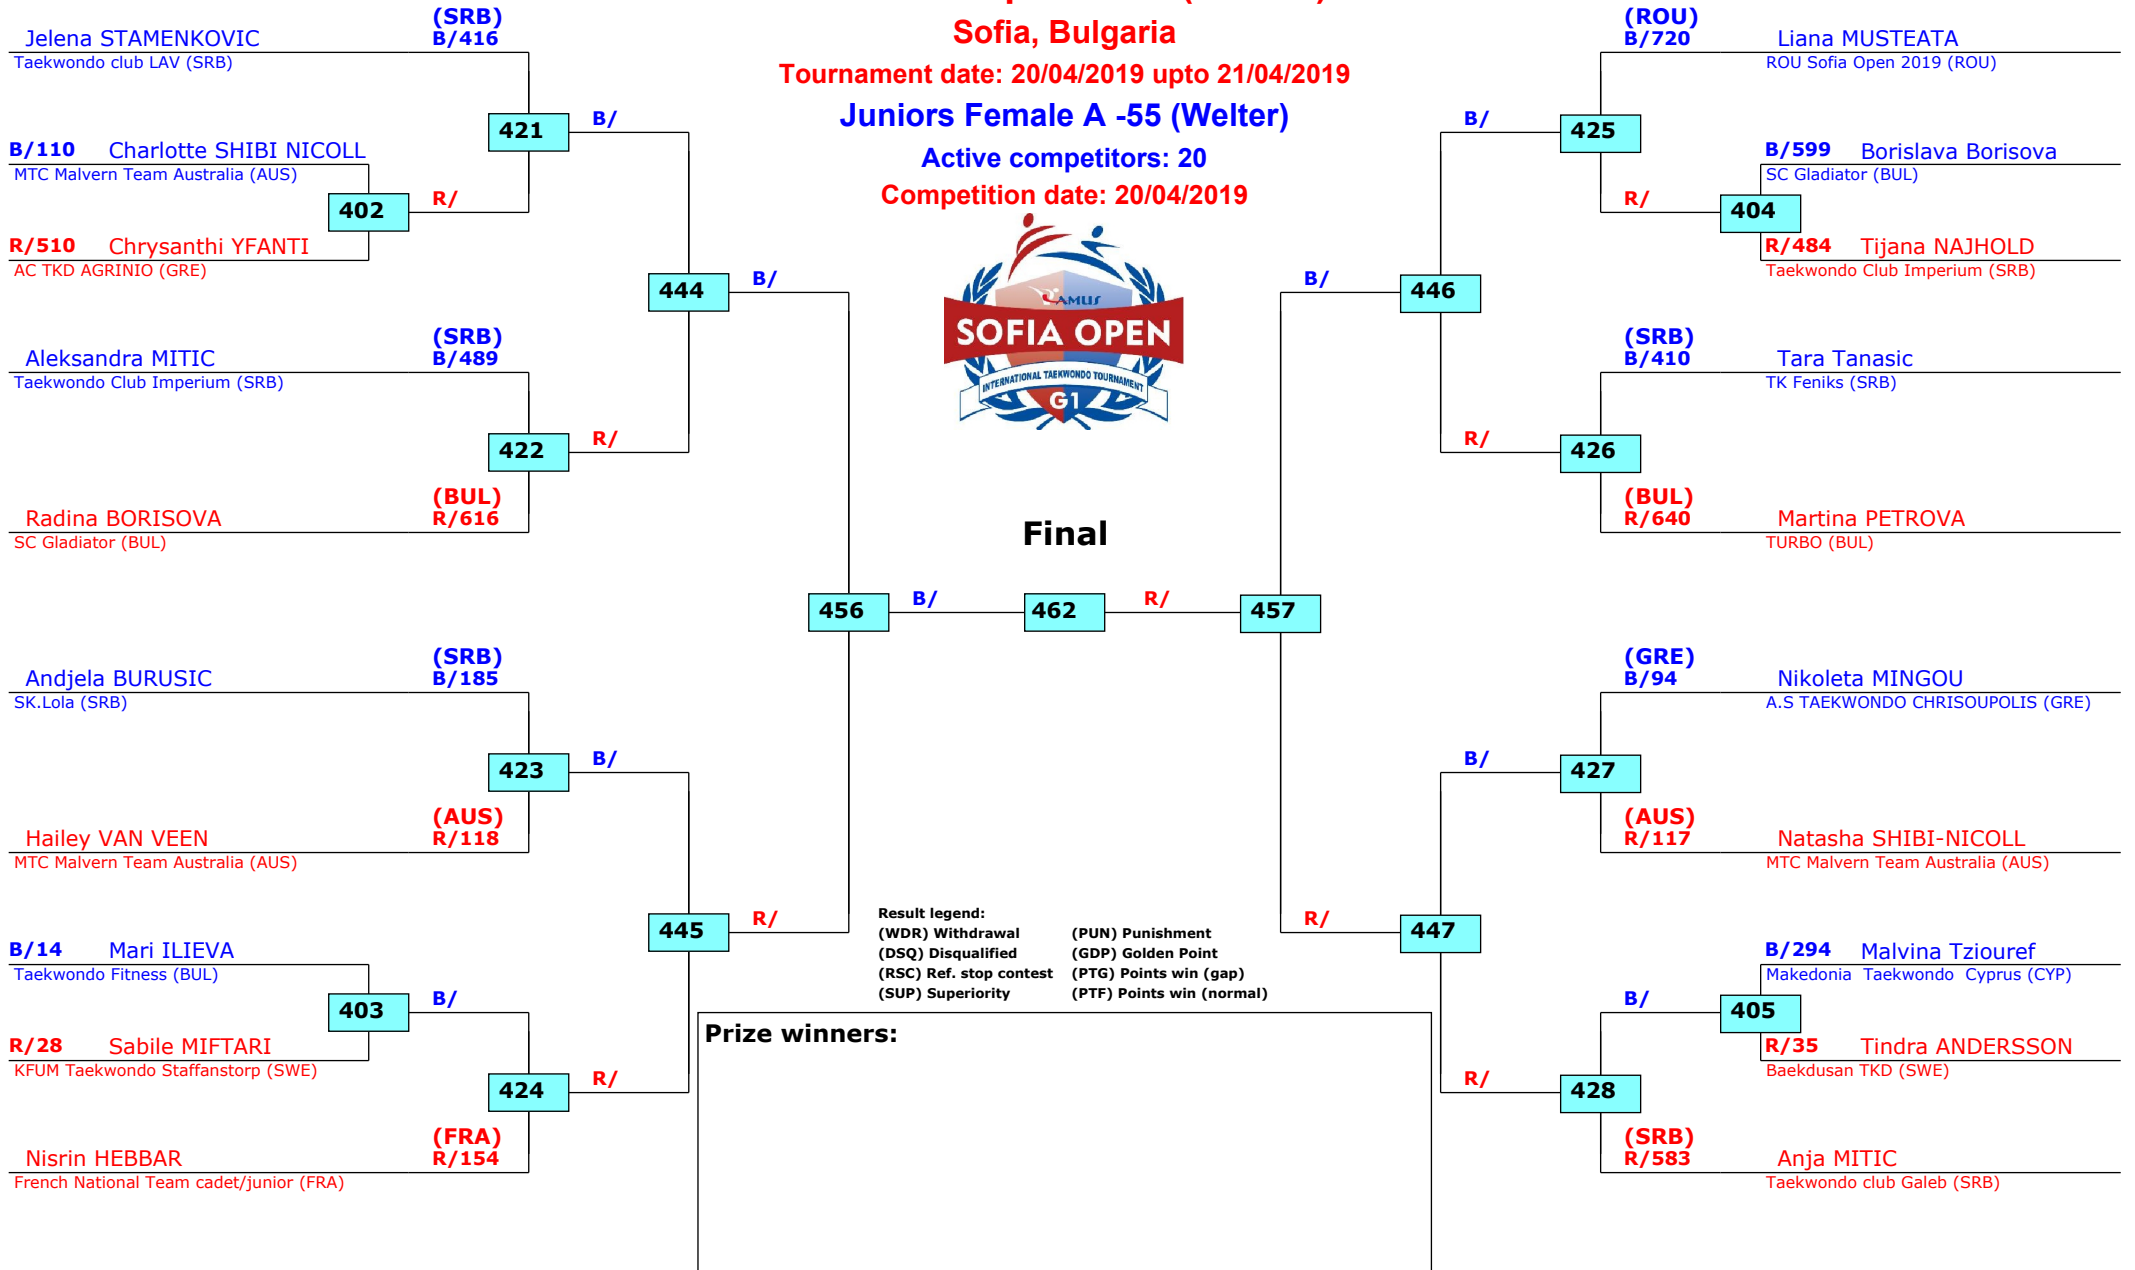 Sofia, Bulgaria
Tournament date: 20/04/2019 upto 21/04/2019
Juniors Female A -55 (Welter)
Active competitors: 20
Competition date: 20/04/2019
RAMUS
SOFIA OPEN
INTERNATIONAL TAEKWONDO TOURNAMENT
G1
(SRB)
Jelena STAMENKOVIC B/416
Taekwondo club LAV (SRB)
421 B/
B/110 Charlotte SHIBI NICOLL
MTC Malvern Team Australia (AUS)
402 R/
R/510 Chrysanthi YFANTI
AC TKD AGRINIO (GRE)
444 B/
(SRB)
Aleksandra MITIC B/489
Taekwondo Club Imperium (SRB)
422 R/
(BUL)
Radina BORISOVA R/616
SC Gladiator (BUL)
Final
456 B/ 462 R/ 457
(SRB)
Andjela BURUSIC B/185
SK.Lola (SRB)
423 B/
(AUS)
Hailey VAN VEEN R/118
MTC Malvern Team Australia (AUS)
445 R/
B/14 Mari ILIEVA
Taekwondo Fitness (BUL)
403 B/
R/28 Sabile MIFTARI
KFUM Taekwondo Staffanstorp (SWE)
424 R/
(FRA)
Nisrin HEBBAR R/154
French National Team cadet/junior (FRA)
(ROU)
B/720 Liana MUSTEATA
ROU Sofia Open 2019 (ROU)
B/ 425
B/599 Borislava Borisova
SC Gladiator (BUL)
R/ 404
R/484 Tijana NAJHOLD
Taekwondo Club Imperium (SRB)
B/ 446
(SRB)
B/410 Tara Tanasic
TK Feniks (SRB)
R/ 426
(BUL)
R/640 Martina PETROVA
TURBO (BUL)
(GRE)
B/94 Nikoleta MINGOU
A.S TAEKWONDO CHRISOUPOLIS (GRE)
B/ 427
(AUS)
R/117 Natasha SHIBI-NICOLL
MTC Malvern Team Australia (AUS)
R/ 447
B/294 Malvina Tziouref
Makedonia Taekwondo Cyprus (CYP)
B/ 405
R/35 Tindra ANDERSSON
Baekdusan TKD (SWE)
R/ 428
(SRB)
R/583 Anja MITIC
Taekwondo club Galeb (SRB)
Result legend:
(WDR) Withdrawal (PUN) Punishment
(DSQ) Disqualified (GDP) Golden Point
(RSC) Ref. stop contest (PTG) Points win (gap)
(SUP) Superiority (PTF) Points win (normal)
Prize winners: